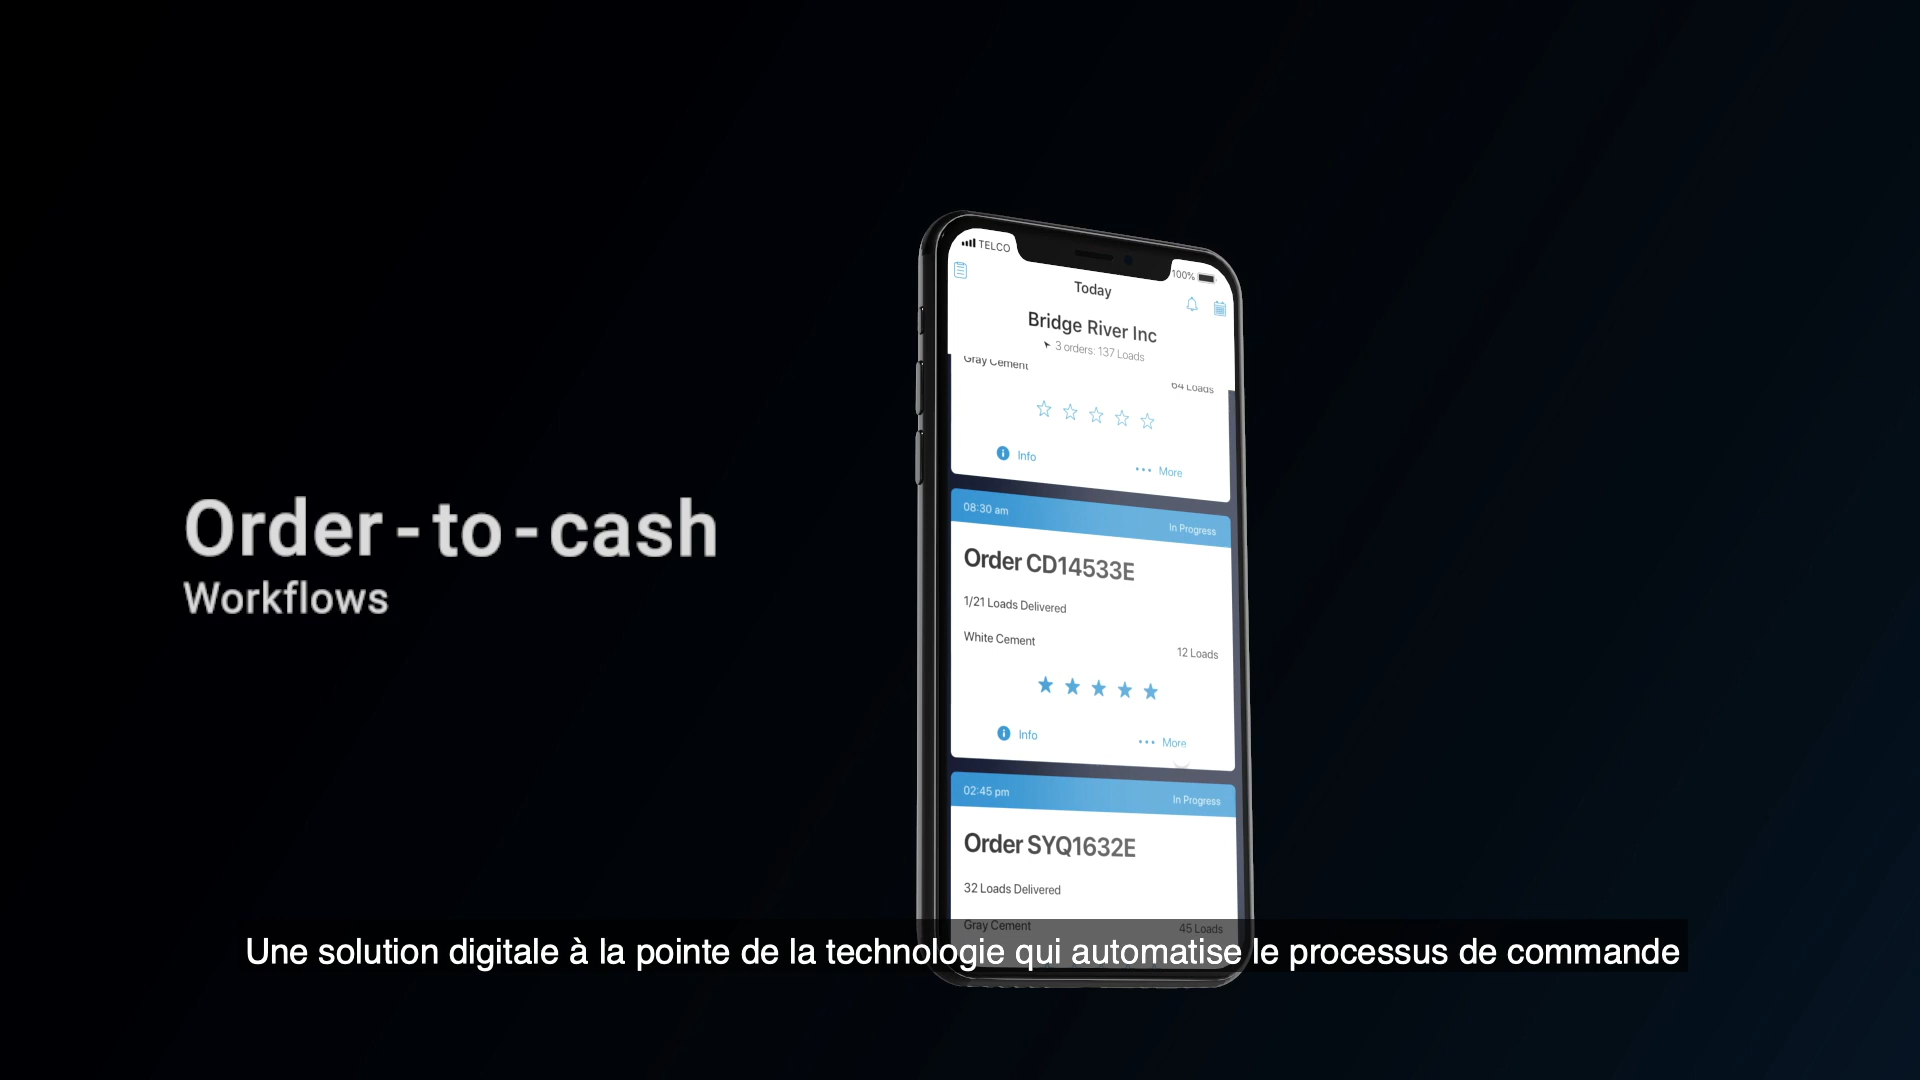 TELCO
100%
Today
Bridge River Inc
3 orders: 137 Loads
Gray Cement
64 Loads
Info
More
08:30 am
In Progress
Order CD14533E
Order-to-cash
Workflows
1/21 Loads Delivered
White Cement
12 Loads
Info
More
02:45 pm
In Progress
Order SYQ1632E
32 Loads Delivered
Gray Cement
45 Loads
Une solution digitale à la pointe de la technologie qui automatise le processus de commande